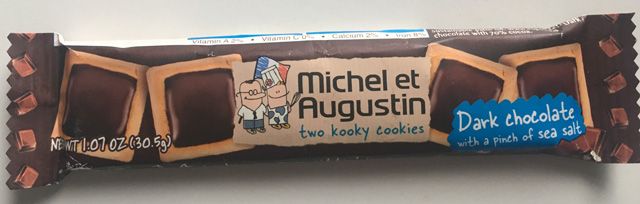 Vitamin A 2% • Vitamin C 0% • Calcium 2% • Iron 8%
chocolate with 70% cocoa.
Michel et
Augustin
two kooky cookies
Dark chocolate
with a pinch of sea salt
NET WT 1.07 OZ (30.5g)